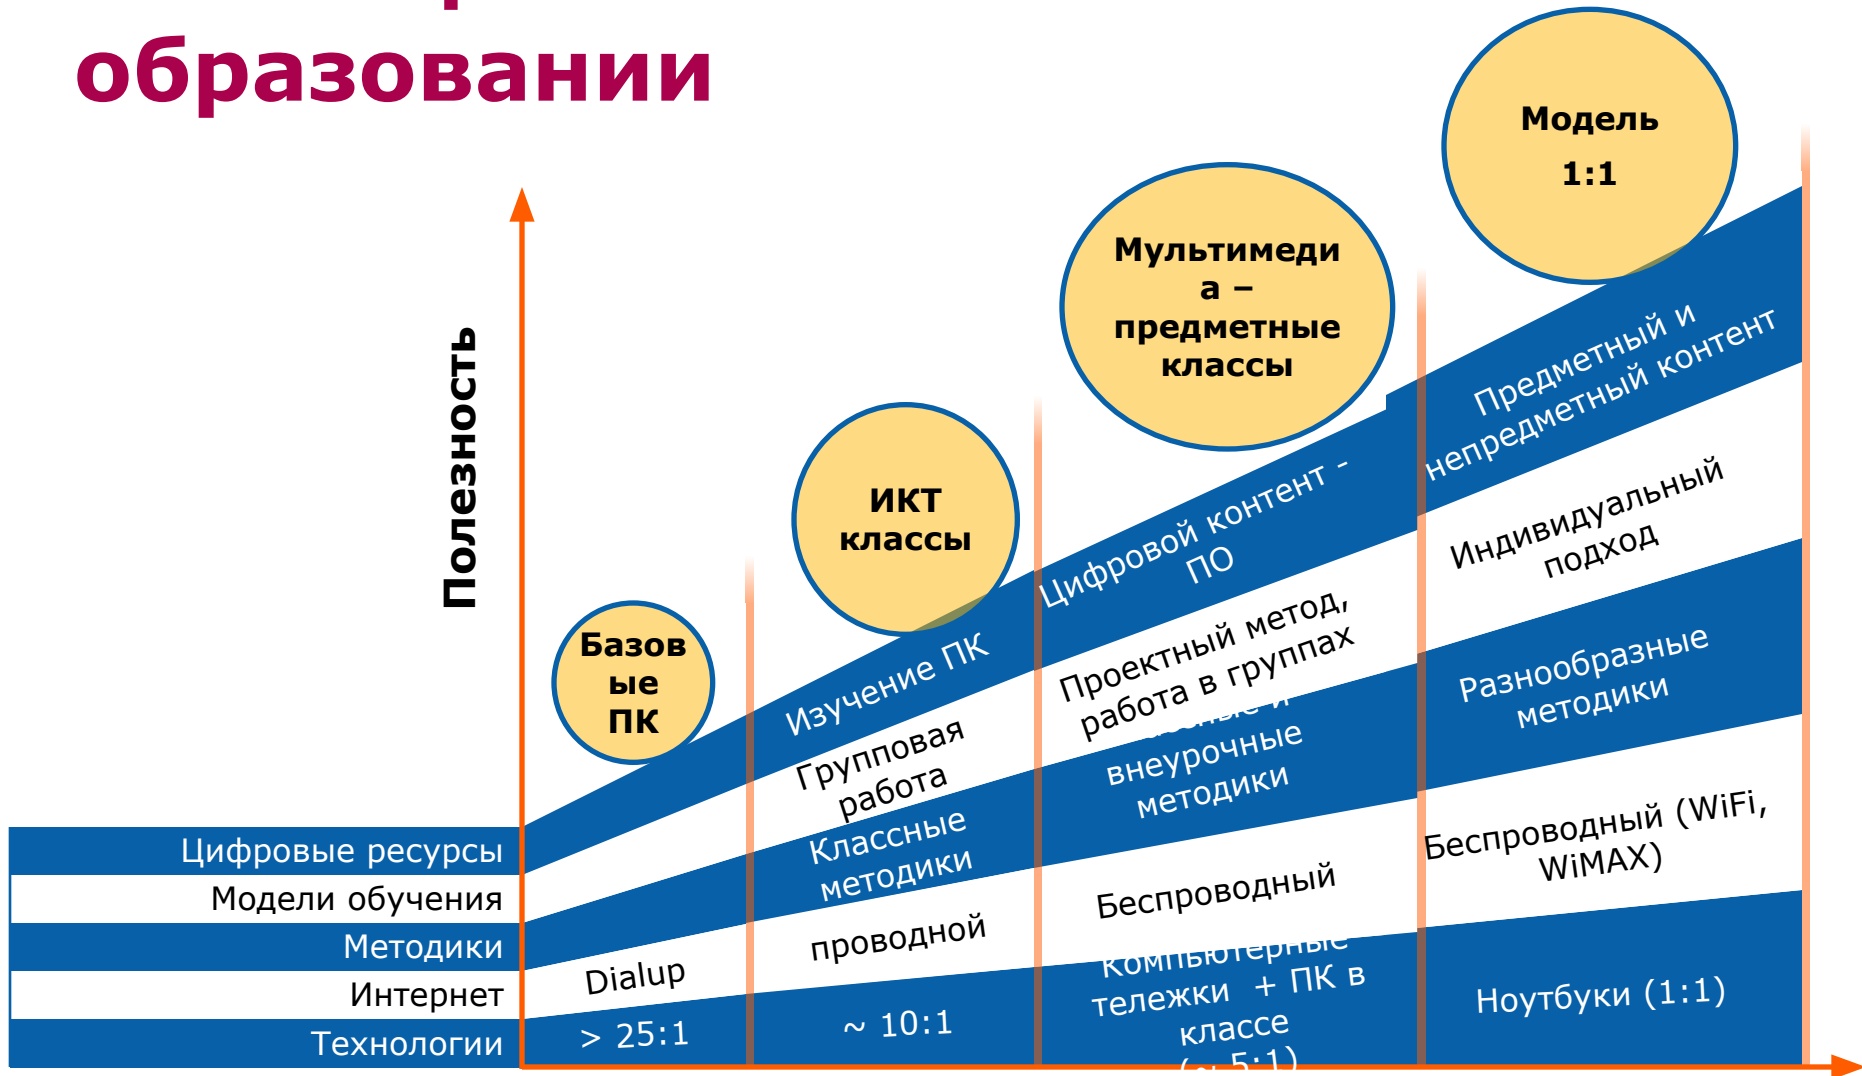 образовании
Модель
1:1
Мультимеди
а –
предметные
классы
ИКТ
классы
Базов
ые
ПК
Полезность
Предметный и
непредметный контент
Цифровой контент -
ПО
Изучение ПК
Индивидуальный
подход
Проектный метод,
работа в группах
Групповая
работа
Разнообразные
методики
и
внеурочные
методики
Классные
методики
Беспроводный (WiFi,
WiMAX)
Беспроводный
проводной
Dialup
Ноутбуки (1:1)
Компьютерные
тележки + ПК в
классе
(~ 5:1)
~ 10:1
> 25:1
Цифровые ресурсы
Модели обучения
Методики
Интернет
Технологии